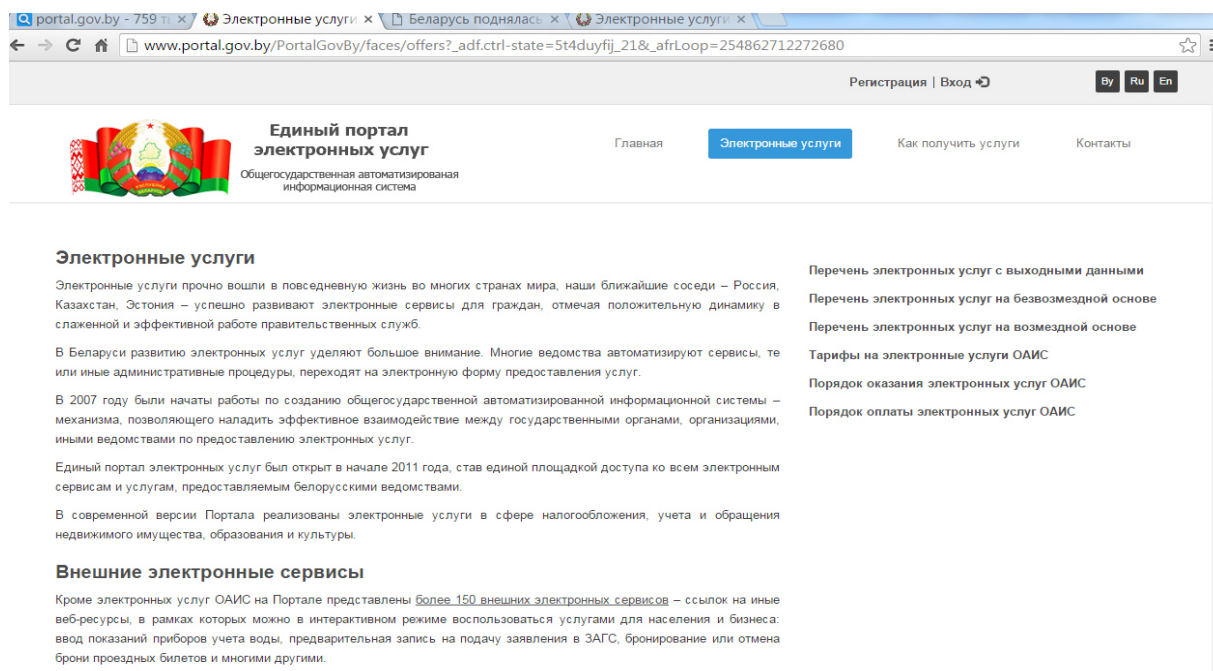 portal.gov.by - 759 т
Электронные услуги
Беларусь поднялась
Электронные услуги
www.portal.gov.by/PortalGovBy/faces/offers?_adf.ctrl-state=5t4duyfij_21&_afrLoop=254862712272680
Регистрация | Вход
By Ru En
Единый портал
электронных услуг
Общегосударственная автоматизированая
информационная система
Главная
Электронные услуги
Как получить услуги
Контакты
Электронные услуги
Электронные услуги прочно вошли в повседневную жизнь во многих странах мира, наши ближайшие соседи – Россия,
Казахстан, Эстония – успешно развивают электронные сервисы для граждан, отмечая положительную динамику в
слаженной и эффективной работе правительственных служб.
В Беларуси развитию электронных услуг уделяют большое внимание. Многие ведомства автоматизируют сервисы, те
или иные административные процедуры, переходят на электронную форму предоставления услуг.
В 2007 году были начаты работы по созданию общегосударственной автоматизированной информационной системы –
механизма, позволяющего наладить эффективное взаимодействие между государственными органами, организациями,
иными ведомствами по предоставлению электронных услуг.
Единый портал электронных услуг был открыт в начале 2011 года, став единой площадкой доступа ко всем электронным
сервисам и услугам, предоставляемым белорусскими ведомствами.
В современной версии Портала реализованы электронные услуги в сфере налогообложения, учета и обращения
недвижимого имущества, образования и культуры.
Внешние электронные сервисы
Кроме электронных услуг ОАИС на Портале представлены более 150 внешних электронных сервисов – ссылок на иные
веб-ресурсы, в рамках которых можно в интерактивном режиме воспользоваться услугами для населения и бизнеса:
ввод показаний приборов учета воды, предварительная запись на подачу заявления в ЗАГС, бронирование или отмена
брони проездных билетов и многими другими.
Перечень электронных услуг с выходными данными
Перечень электронных услуг на безвозмездной основе
Перечень электронных услуг на возмездной основе
Тарифы на электронные услуги ОАИС
Порядок оказания электронных услуг ОАИС
Порядок оплаты электронных услуг ОАИС